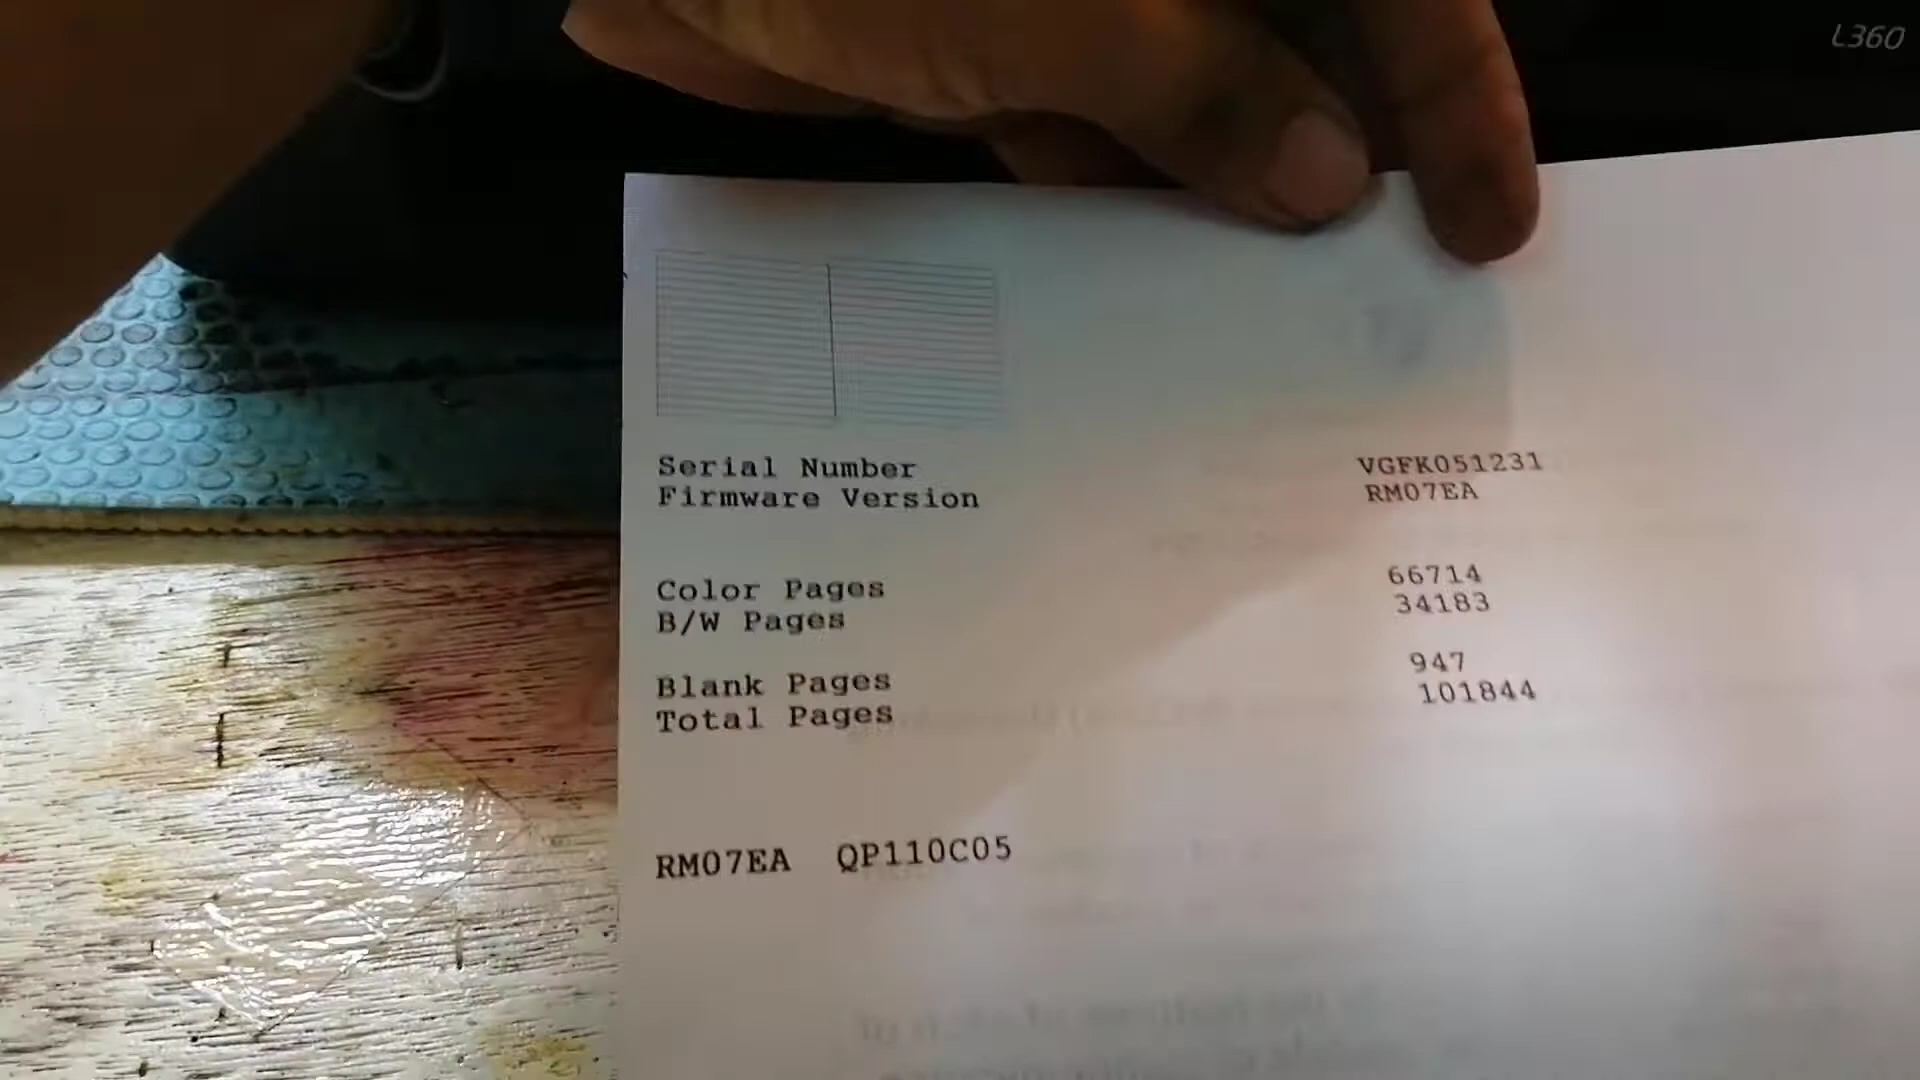 L360
Serial Number VGFK051231
Firmware Version RM07EA
Color Pages 66714
B/W Pages 34183
Blank Pages 947
Total Pages 101844
RM07EA QP110C05